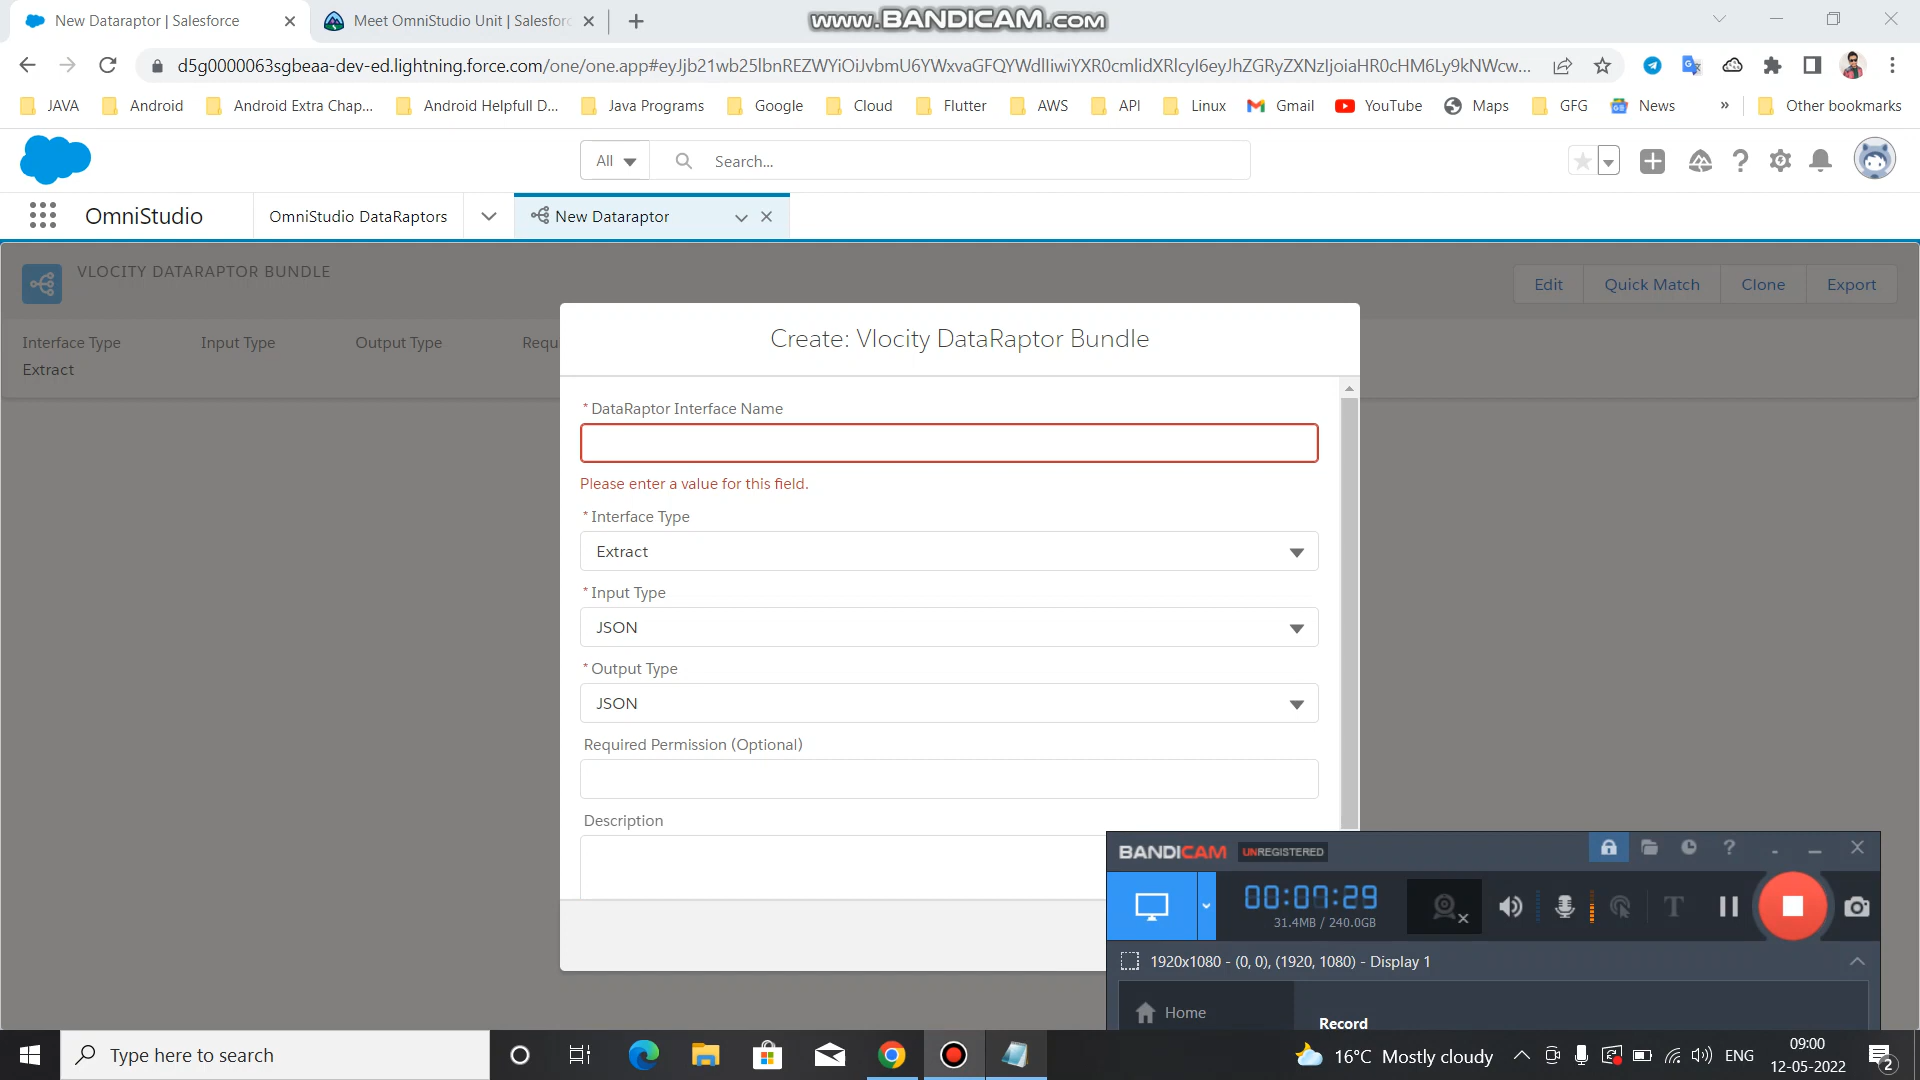 New Dataraptor | Salesforce
Meet OmniStudio Unit | Salesforc
www.BANDICAM.com
d5g0000063sgbeaa-dev-ed.lightning.force.com/one/one.app#eyJjb21wb25lbnREZWYiOiJvbmU6YWxvaGFQYWdlIiwiYXR0cmlidXRlcyI6eyJhZGRyZXNzIjoiaHR0cHM6Ly9kNWcw...
JAVA
Android
Android Extra Chap...
Android Helpfull D...
Java Programs
Google
Cloud
Flutter
AWS
API
Linux
Gmail
YouTube
Maps
GFG
News
»
Other bookmarks
All
Search...
OmniStudio
OmniStudio DataRaptors
New Dataraptor
VLOCITY DATARAPTOR BUNDLE
Edit
Quick Match
Clone
Export
Interface Type
Input Type
Output Type
Requ
Extract
Create: Vlocity DataRaptor Bundle
* DataRaptor Interface Name
Please enter a value for this field.
* Interface Type
Extract
* Input Type
JSON
* Output Type
JSON
Required Permission (Optional)
Description
BANDICAM UNREGISTERED
00:07:29
31.4MB / 240.0GB
1920x1080 - (0, 0), (1920, 1080) - Display 1
Home
Record
Type here to search
16°C Mostly cloudy
ENG
09:00
12-05-2022
2